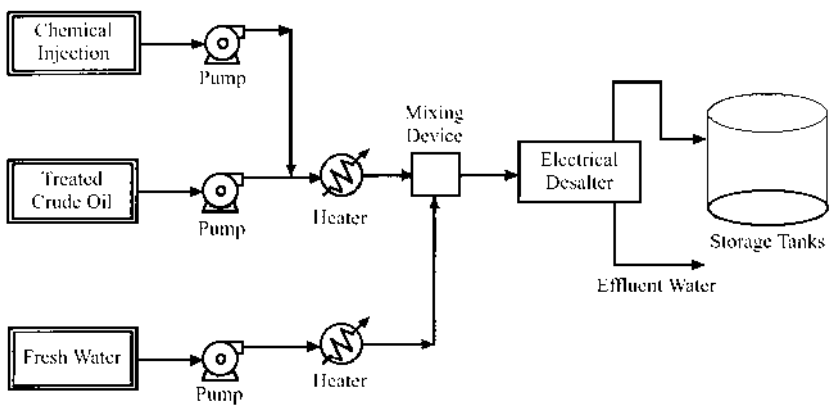 Chemical
Injection
Pump
Mixing
Device
Treated
Crude Oil
Pump
Heater
Electrical
Desalter
Storage Tanks
Effluent Water
Fresh Water
Pump
Heater